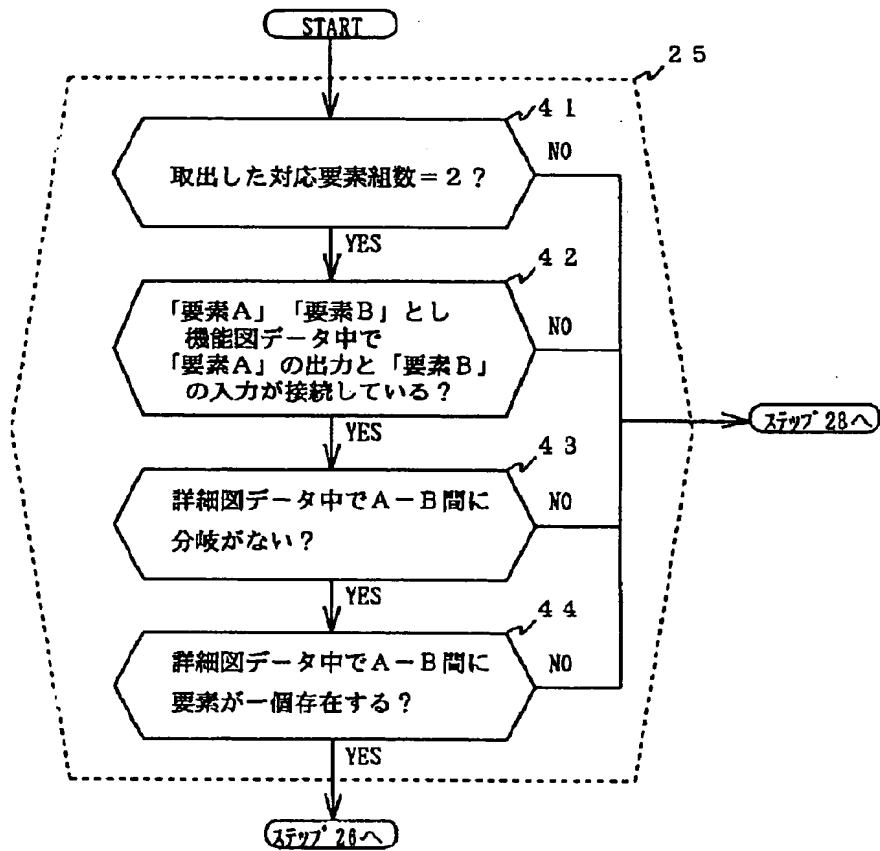 START
２５
４１
取出した対応要素組数＝２？
NO
YES
４２
「要素Ａ」「要素Ｂ」とし
機能図データ中で
「要素Ａ」の出力と「要素Ｂ」
の入力が接続している？
NO
ｽﾃｯﾌﾟ28へ
YES
４３
詳細図データ中でＡ－Ｂ間に
分岐がない？
NO
YES
４４
詳細図データ中でＡ－Ｂ間に
要素が一個存在する？
NO
YES
ｽﾃｯﾌﾟ26へ